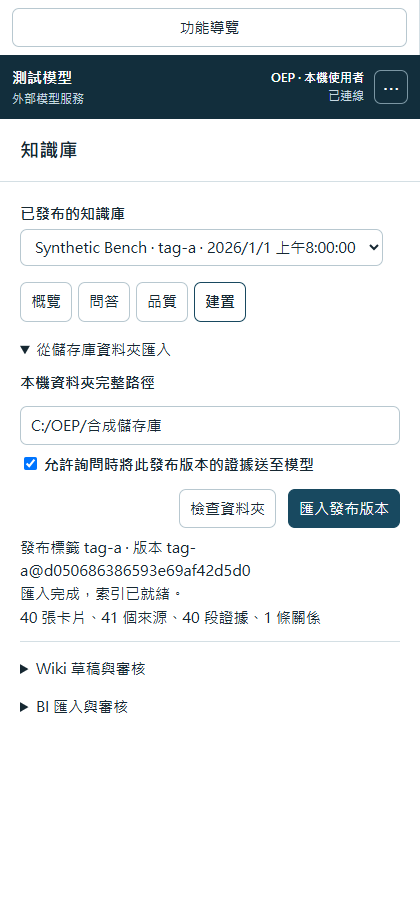 功能導覽
測試模型
OEP · 本機使用者
外部模型服務
已連線
...
知識庫
已發布的知識庫
Synthetic Bench · tag-a · 2026/1/1 上午8:00:00
概覽 問答 品質 建置
▼ 從儲存庫資料夾匯入
本機資料夾完整路徑
C:/OEP/合成儲存庫
允許詢問時將此發布版本的證據送至模型
檢查資料夾 匯入發布版本
發布標籤 tag-a · 版本 tag-
a@d050686386593e69af42d5d0
匯入完成，索引已就緒。
40 張卡片、41 個來源、40 段證據、1 條關係
▶ Wiki 草稿與審核
▶ BI 匯入與審核